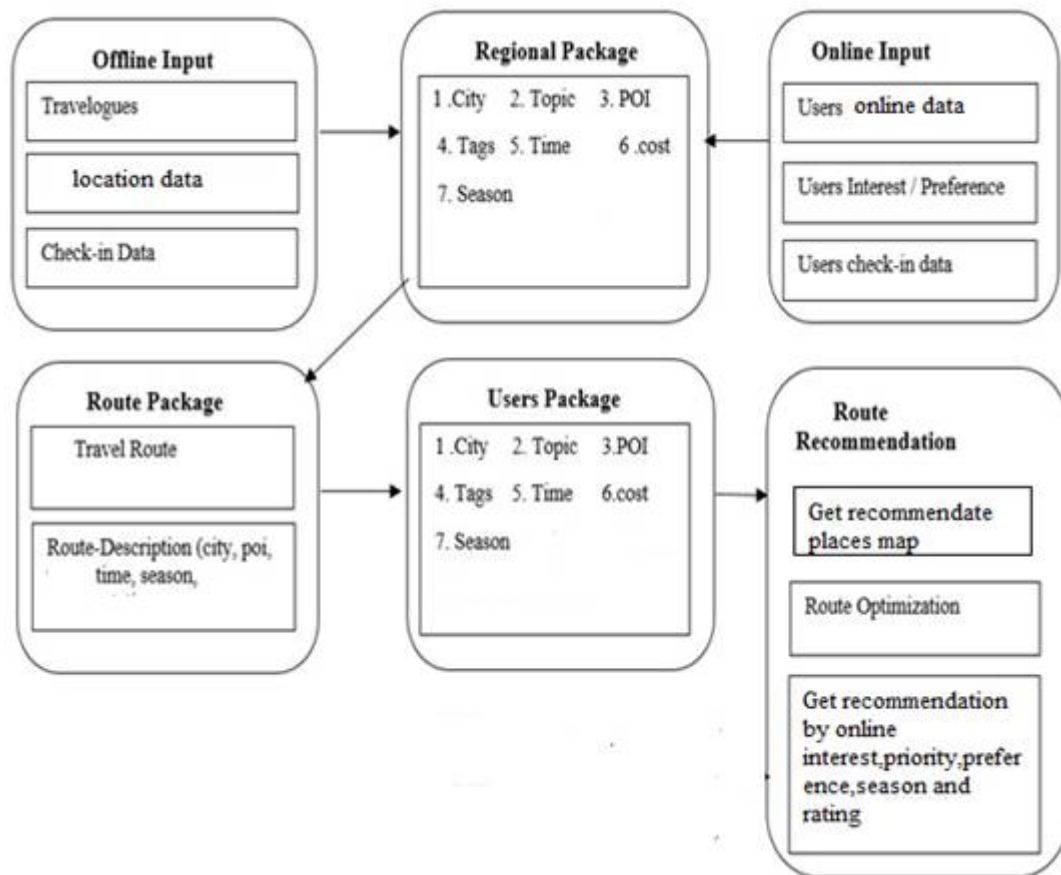 Offline Input
Travelogues
location data
Check-in Data
Regional Package
1 .City 2. Topic 3. POI
4. Tags 5. Time 6 .cost
7. Season
Online Input
Users online data
Users Interest / Preference
Users check-in data
Route Package
Travel Route
Route-Description (city, poi,
time, season,
Users Package
1 .City 2. Topic 3.POI
4. Tags 5. Time 6.cost
7. Season
Route
Recommendation
Get recommendate
places map
Route Optimization
Get recommendation
by online
interest,priority,prefer
ence,season and
rating